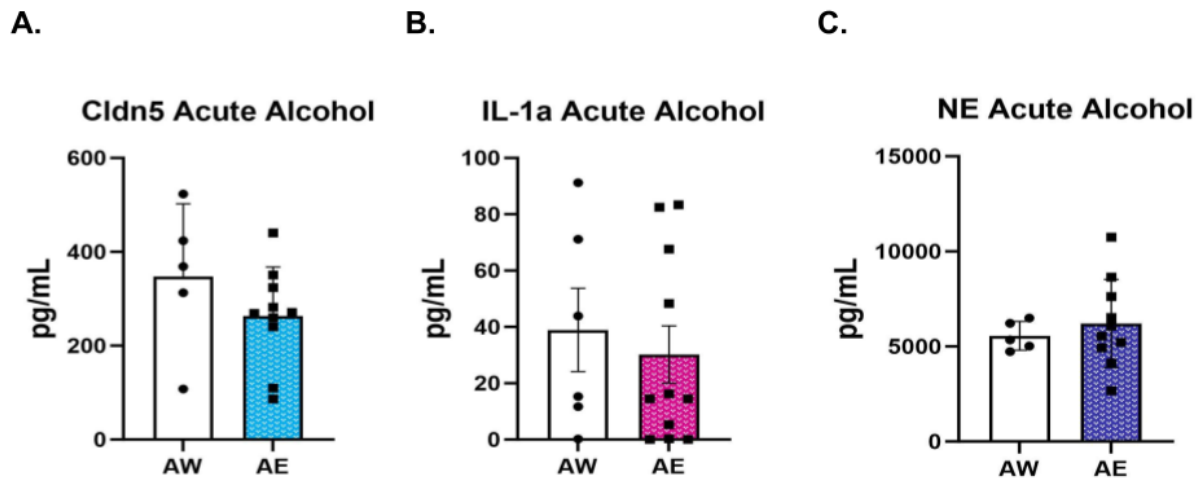 A.
B.
C.
Cldn5 Acute Alcohol
IL-1a Acute Alcohol
NE Acute Alcohol
pg/mL
600
400
200
0
AW AE
pg/mL
100
80
60
40
20
0
AW AE
pg/mL
15000
10000
5000
0
AW AE